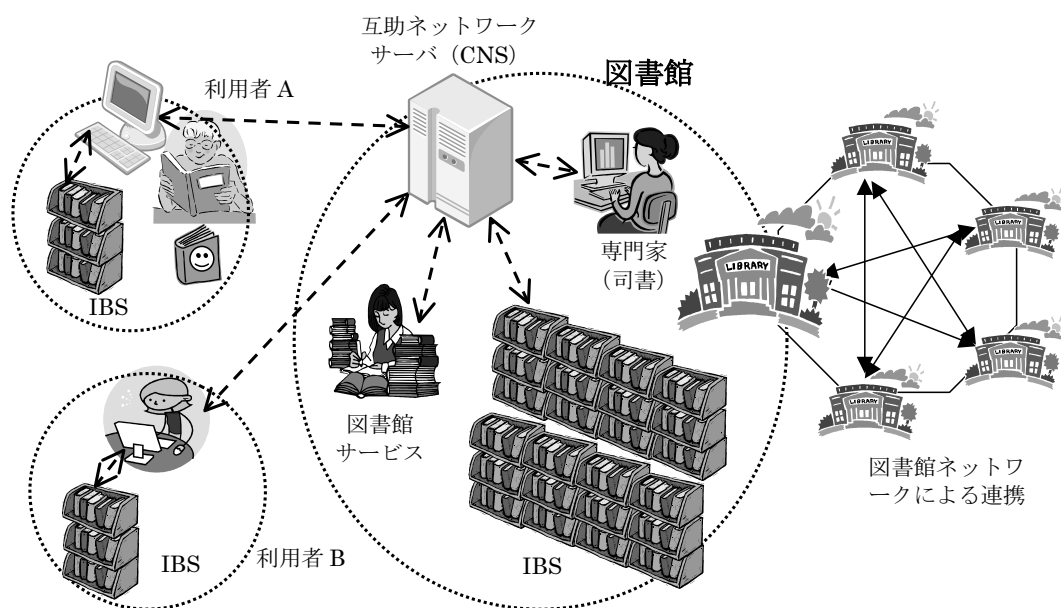 互助ネットワーク
サーバ（CNS）
図書館
利用者 A
IBS
専門家
（司書）
図書館
サービス
IBS
利用者 B
IBS
LIBRARY
LIBRARY
LIBRARY
LIBRARY
LIBRARY
図書館ネットワ
ークによる連携